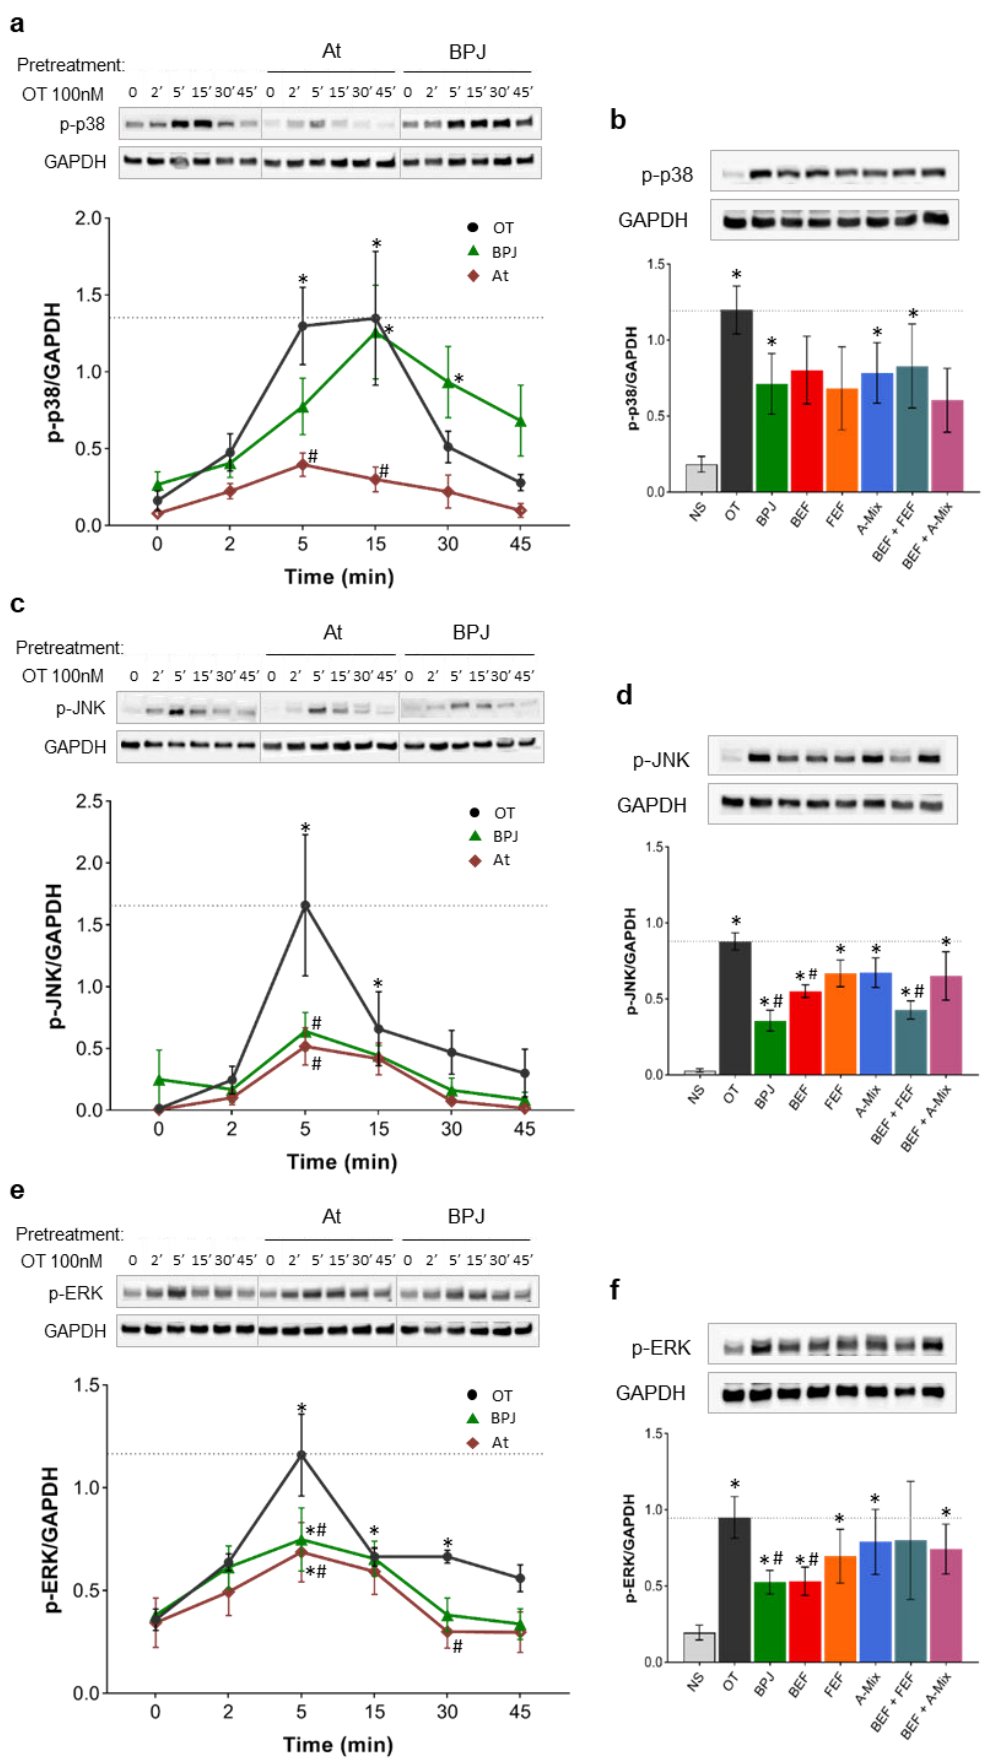 a
At BPJ
Pretreatment:
OT 100nM 0 2′ 5′ 15′ 30′ 45′ 0 2′ 5′ 15′ 30′ 45′ 0 2′ 5′ 15′ 30′ 45′
p-p38
GAPDH
2.0
1.5
1.0
0.5
0.0
p-p38/GAPDH
OT
BPJ
At
* * * * # #
0 2 5 15 30 45
Time (min)
b
p-p38
GAPDH
1.5
1.0
0.5
0.0
p-p38/GAPDH
* * * *
NS OT BPJ BEF FEF A-Mix BEF + FEF BEF + A-Mix
c
At BPJ
Pretreatment:
OT 100nM 0 2′ 5′ 15′ 30′ 45′ 0 2′ 5′ 15′ 30′ 45′ 0 2′ 5′ 15′ 30′ 45′
p-JNK
GAPDH
2.5
2.0
1.5
1.0
0.5
0.0
p-JNK/GAPDH
OT
BPJ
At
* * # #
0 2 5 15 30 45
Time (min)
d
p-JNK
GAPDH
1.5
1.0
0.5
0.0
p-JNK/GAPDH
* *# *# * * *# *
NS OT BPJ BEF FEF A-Mix BEF + FEF BEF + A-Mix
e
At BPJ
Pretreatment:
OT 100nM 0 2′ 5′ 15′ 30′ 45′ 0 2′ 5′ 15′ 30′ 45′ 0 2′ 5′ 15′ 30′ 45′
p-ERK
GAPDH
1.5
1.0
0.5
0.0
p-ERK/GAPDH
OT
BPJ
At
* *# *# * * #
0 2 5 15 30 45
Time (min)
f
p-ERK
GAPDH
1.5
1.0
0.5
0.0
p-ERK/GAPDH
* *# *# * * *
NS OT BPJ BEF FEF A-Mix BEF + FEF BEF + A-Mix